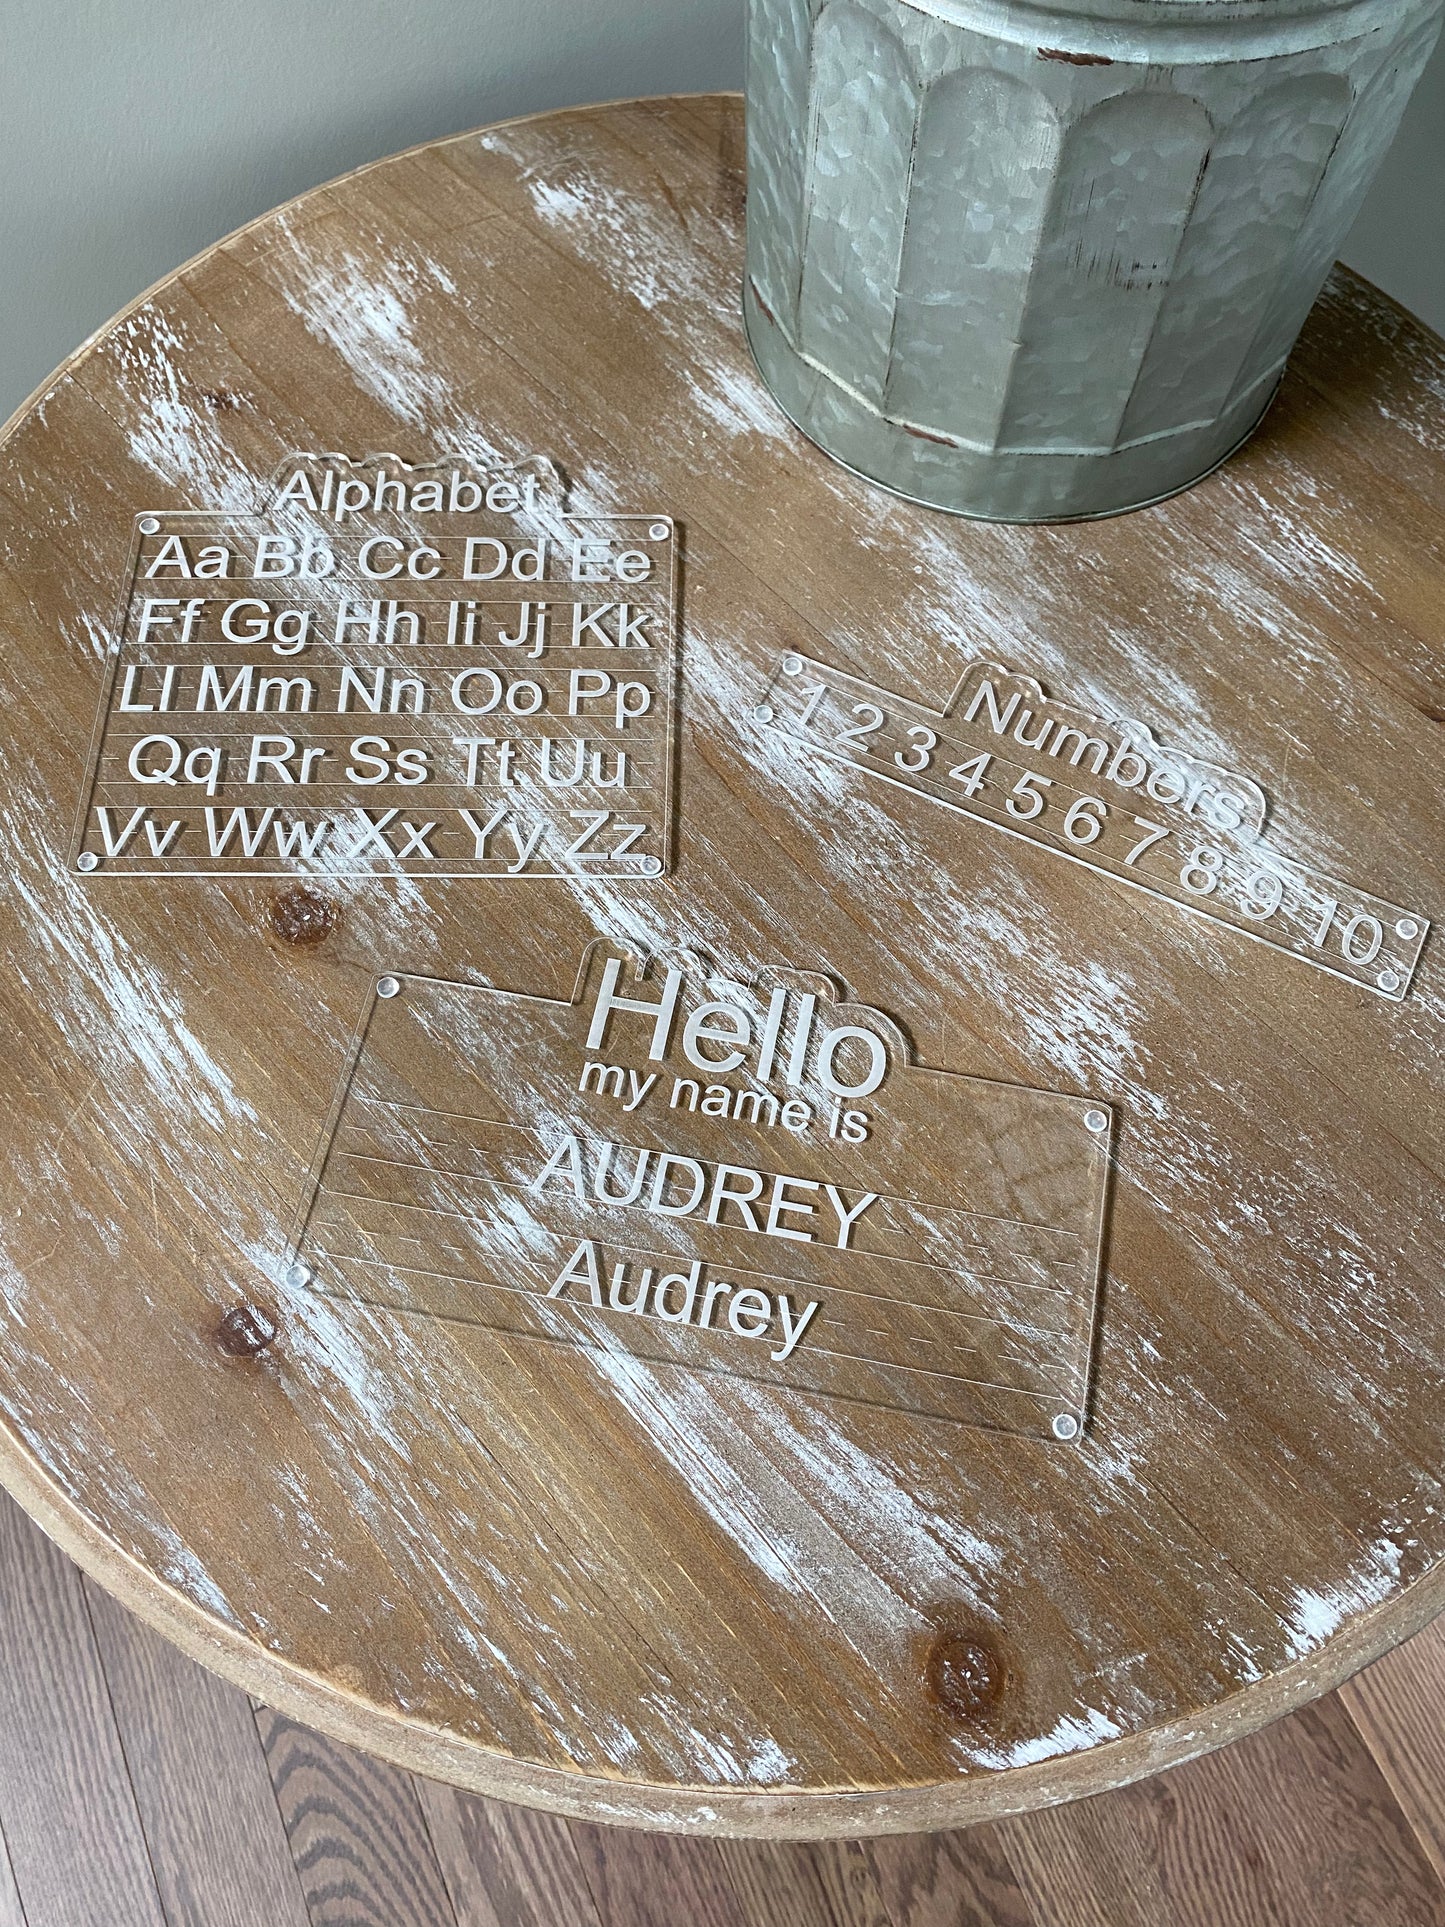 Alphabet
Aa Bb Cc Dd Ee
Ff Gg Hh Ii Jj Kk
Ll Mm Nn Oo Pp
Qq Rr Ss Tt Uu
Vv Ww Xx Yy Zz
Numbers
1 2 3 4 5 6 7 8 9 10
Hello
my name is
AUDREY
Audrey